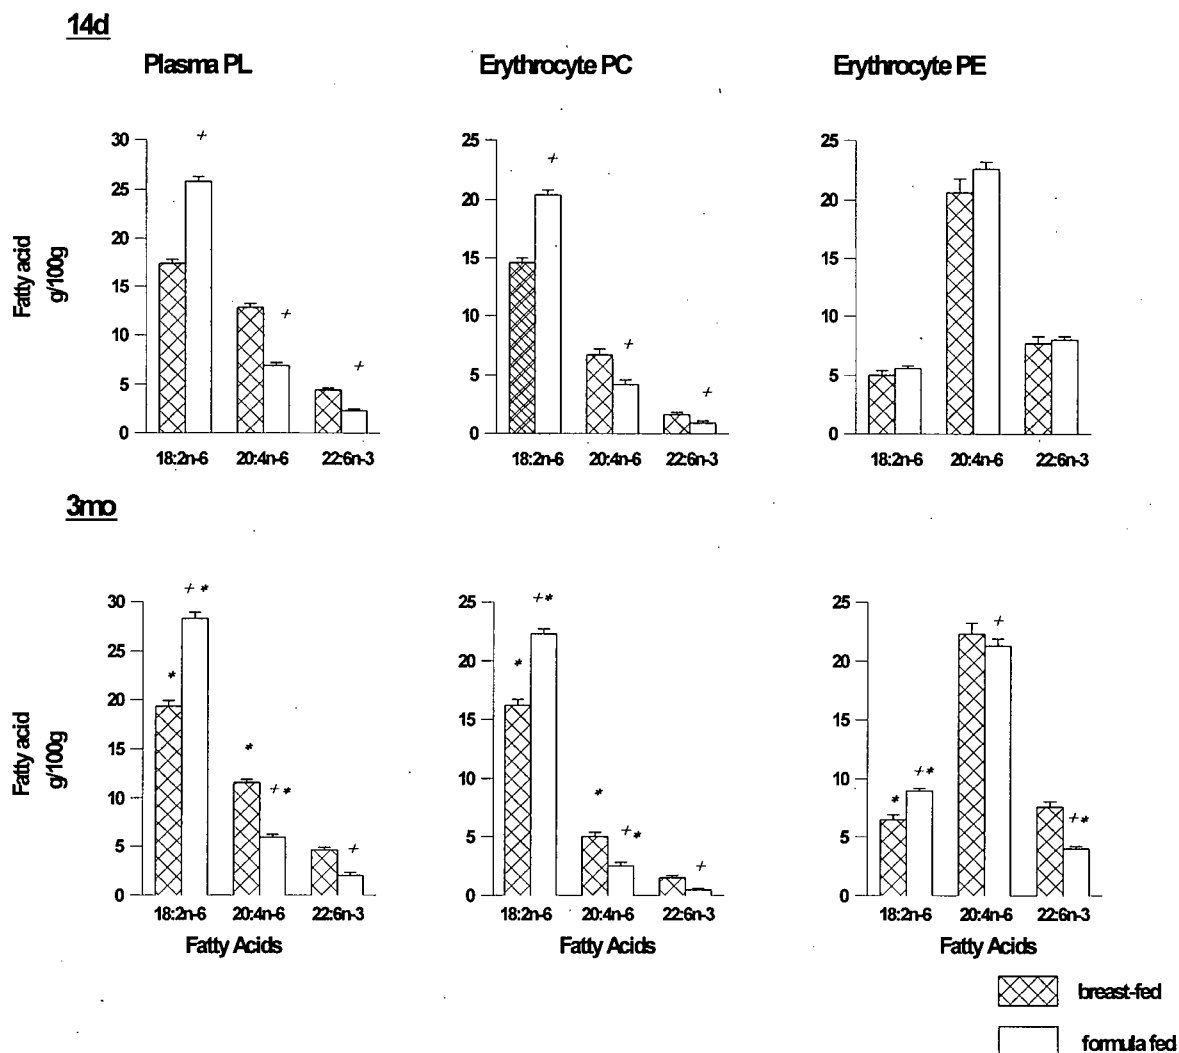 14d
Plasma PL
Erythrocyte PC
Erythrocyte PE
Fatty acid
g/100g
30
25
20
15
10
5
0
+
+
+
18:2n-6 20:4n-6 22:6n-3
25
20
15
10
5
0
+
+
+
18:2n-6 20:4n-6 22:6n-3
25
20
15
10
5
0
18:2n-6 20:4n-6 22:6n-3
3mo
Fatty acid
g/100g
30
25
20
15
10
5
0
*
+ *
*
+ *
+
18:2n-6 20:4n-6 22:6n-3
Fatty Acids
25
20
15
10
5
0
*
+*
*
+*
+
18:2n-6 20:4n-6 22:6n-3
Fatty Acids
25
20
15
10
5
0
*
+*
+
+*
18:2n-6 20:4n-6 22:6n-3
Fatty Acids
breast-fed
formula fed